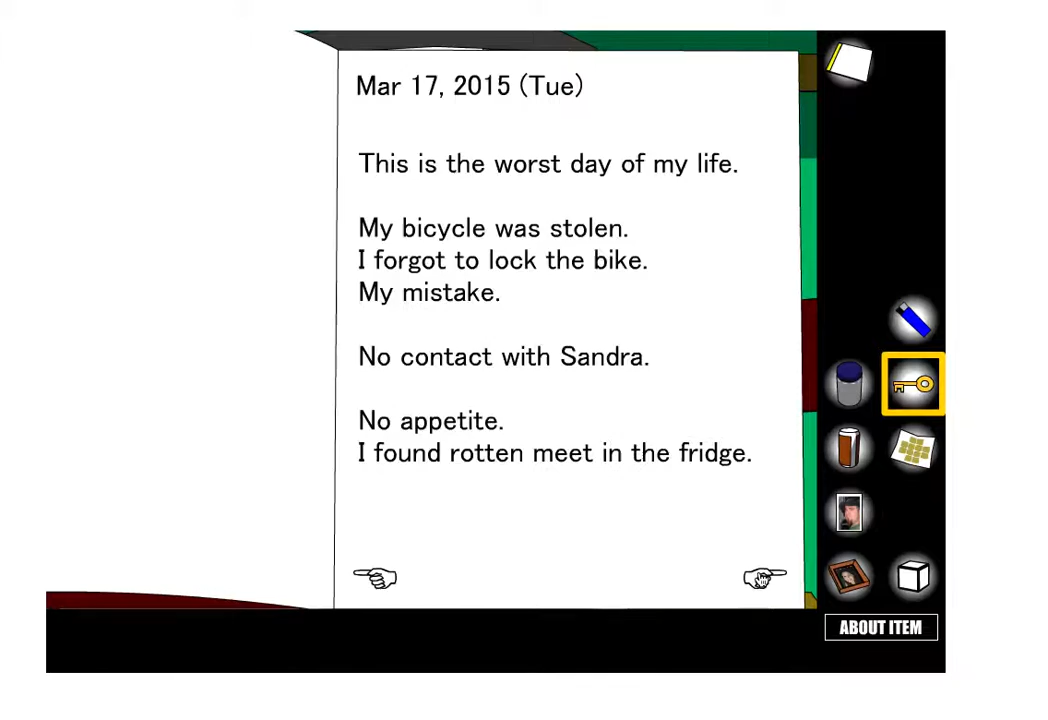 Mar 17, 2015 (Tue)
This is the worst day of my life.
My bicycle was stolen.
I forgot to lock the bike.
My mistake.
No contact with Sandra.
No appetite.
I found rotten meet in the fridge.
ABOUT ITEM